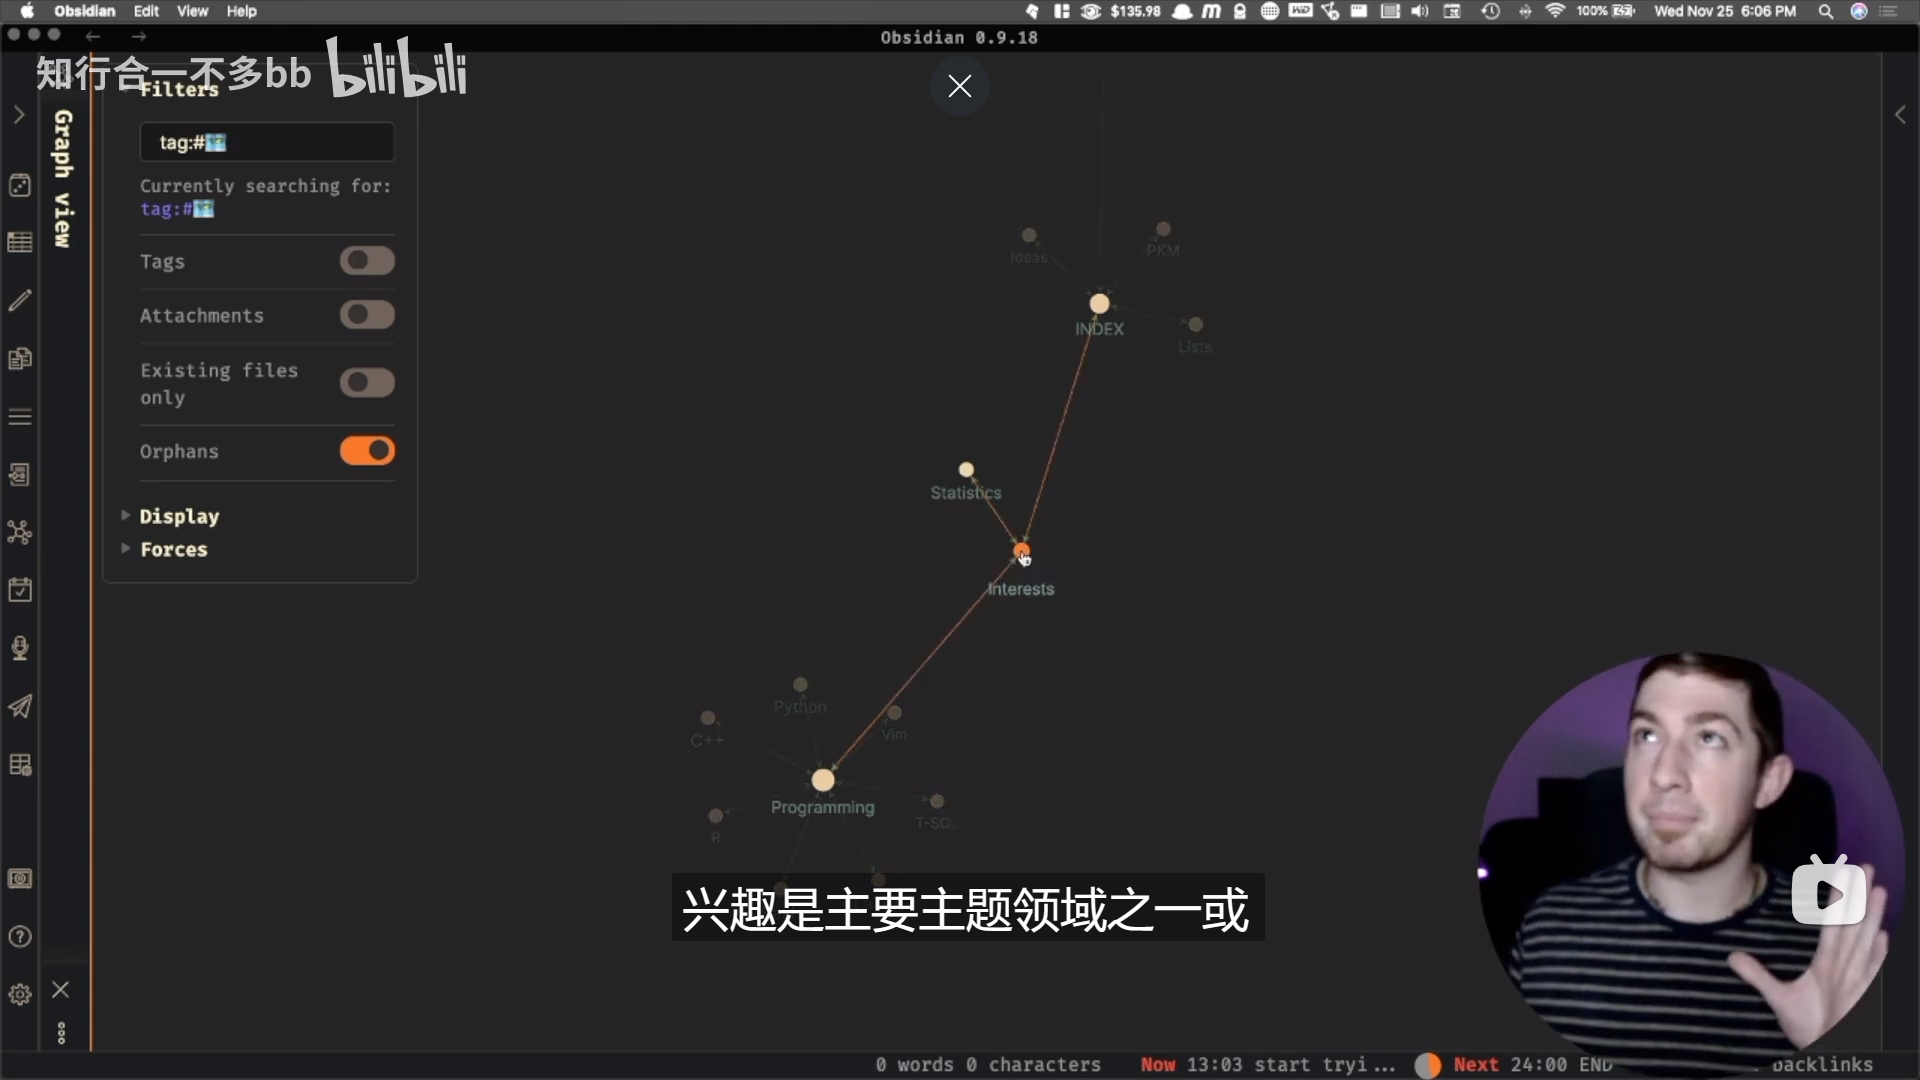 Obsidian Edit View Help
$135.98
100%
Wed Nov 25 6:06 PM
Obsidian 0.9.18
知行合一不多bb bilibili
Graph view
Filters
tag:#
Currently searching for:
tag:#
Tags
Attachments
Existing files
only
Orphans
Display
Forces
Ideas
PKM
INDEX
Lists
Statistics
Interests
Python
C++
Vim
Programming
T-SQ
R
兴趣是主要主题领域之一或
0 words 0 characters
Now 13:03 start tryi...
Next 24:00 END
backlinks